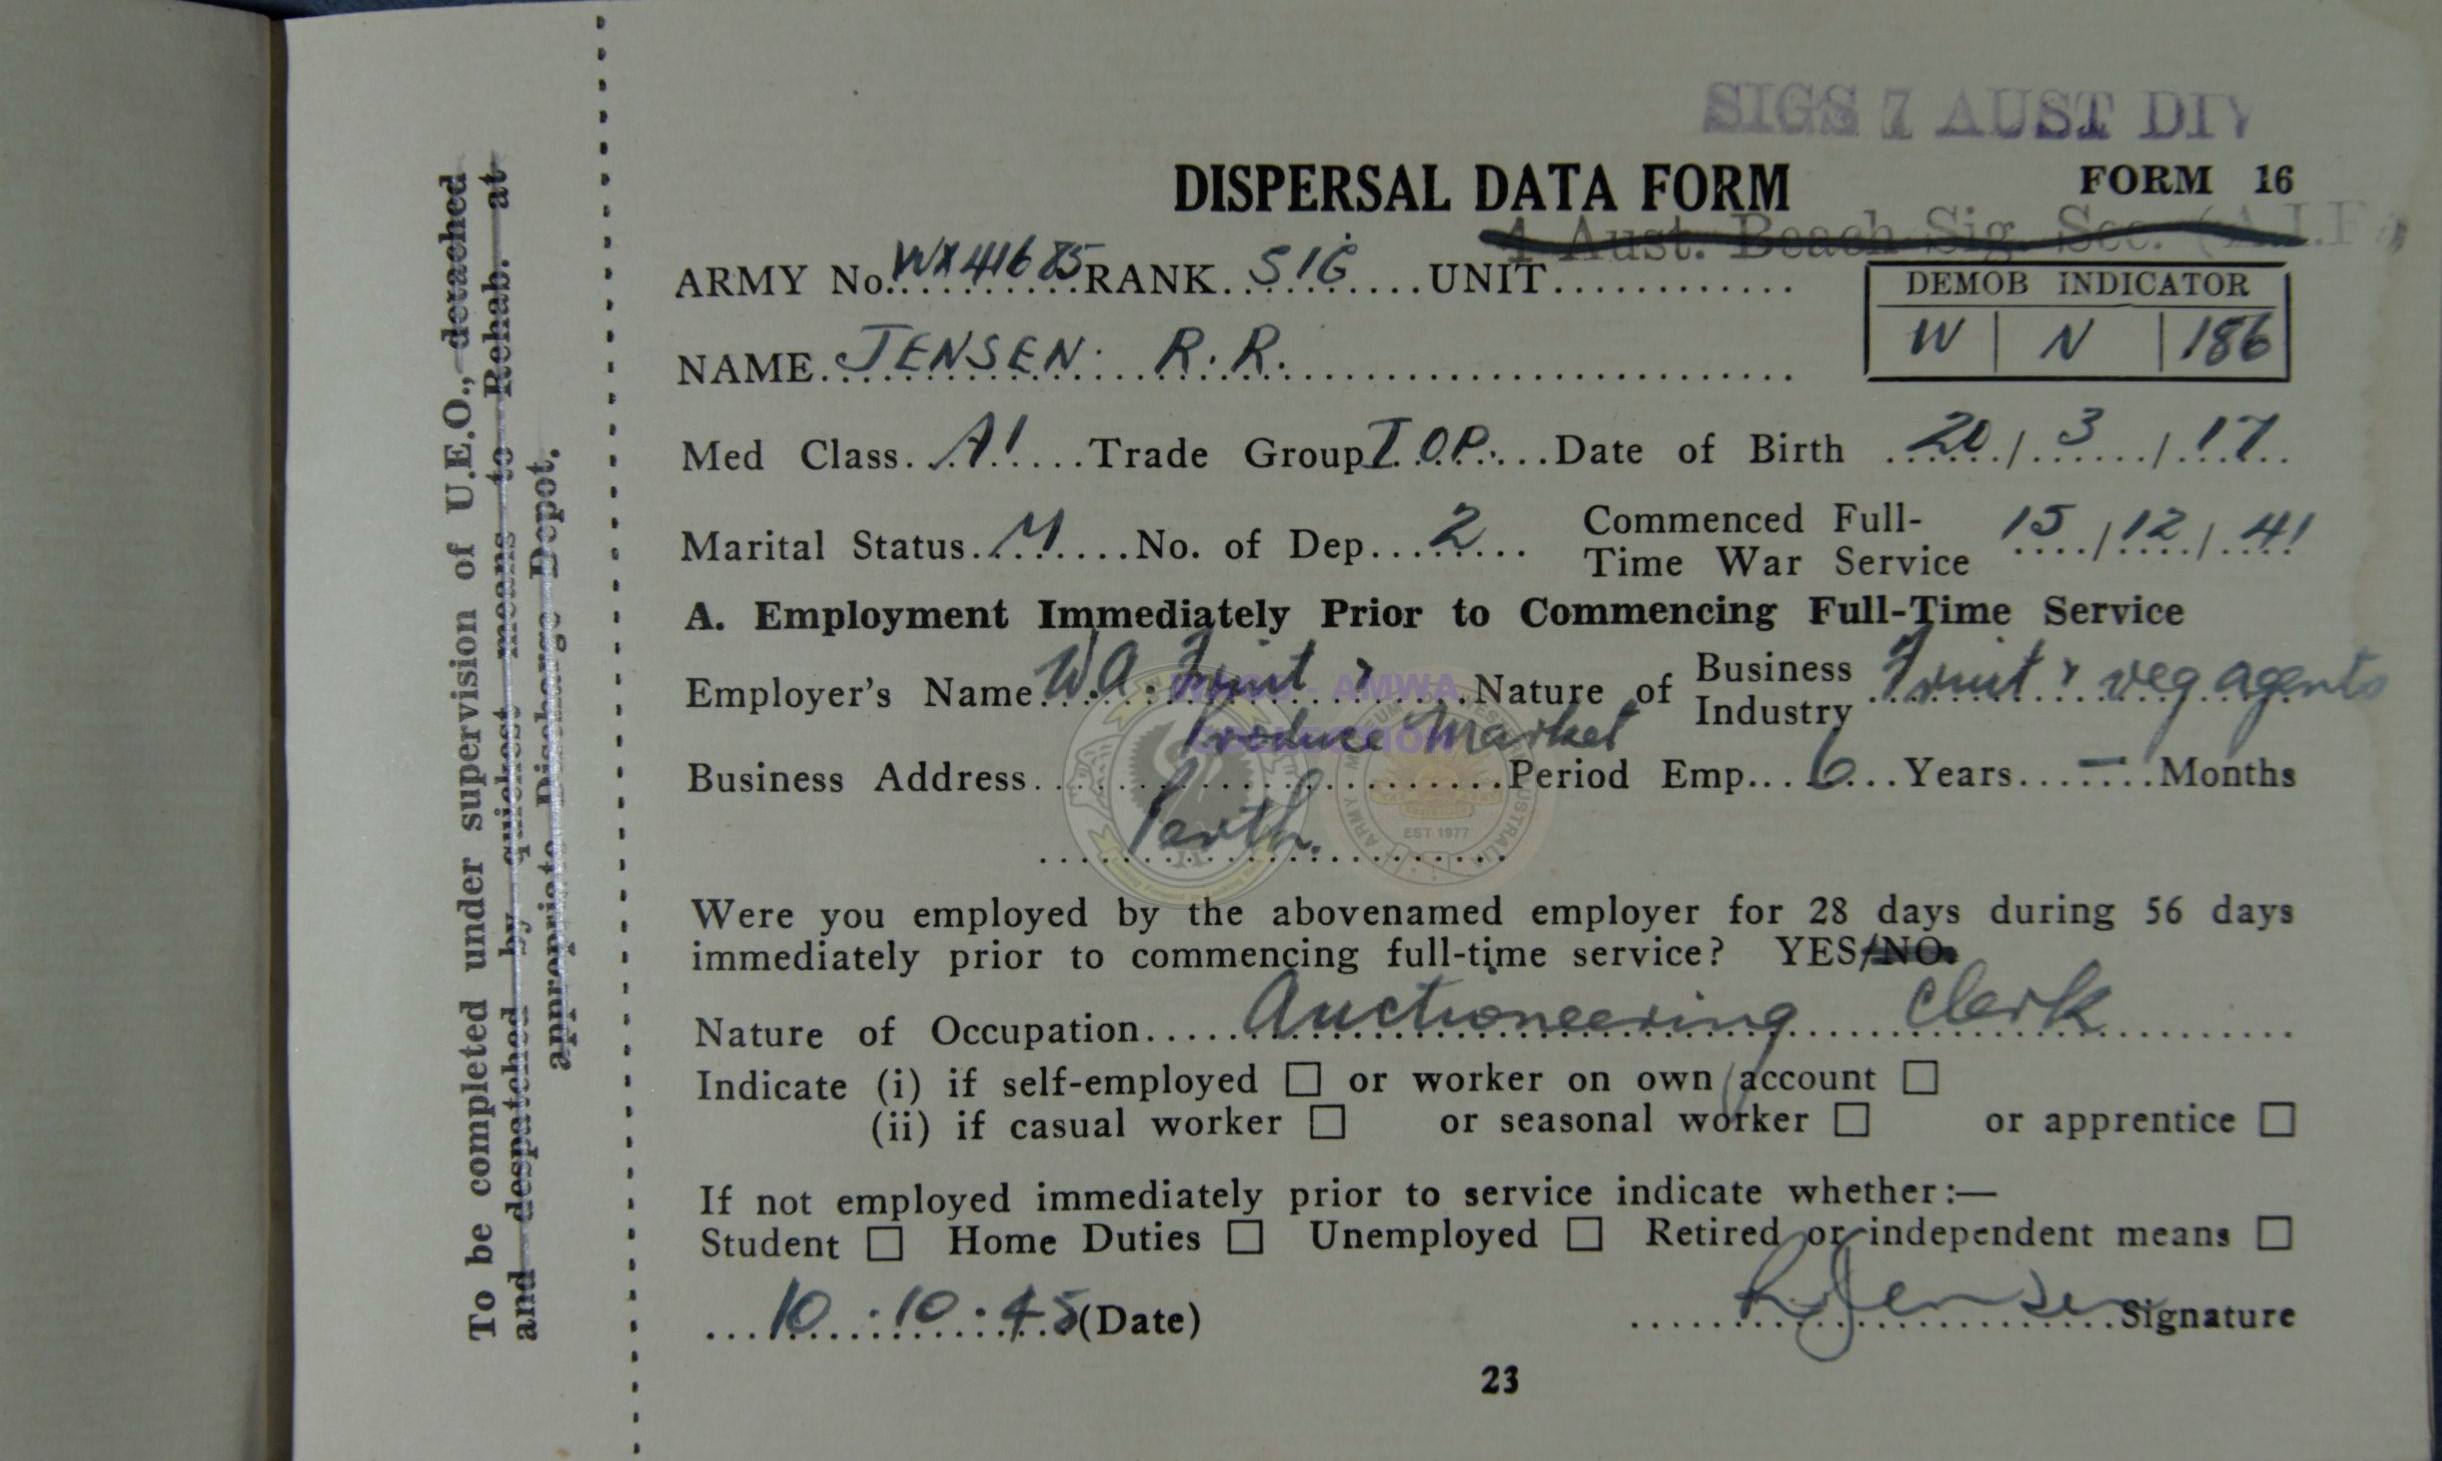 SIGS 7 AUST DIV
DISPERSAL DATA FORM FORM 16
4 Aust. Beach Sig. Sec. (A.I.F.)
ARMY No. WX41685 RANK SIG UNIT
DEMOB INDICATOR
W N 186
NAME JENSEN. R.R.
Med Class A1 Trade Group I.O.P. Date of Birth 20/3/17
Marital Status M No. of Dep 2 Commenced Full-Time War Service 15/12/41
A. Employment Immediately Prior to Commencing Full-Time Service
Employer's Name W.A. Fruit & Nature of Business Industry Fruit & veg agents
Produce Market
Business Address Period Emp. 6 Years – Months
Perth.
Were you employed by the abovenamed employer for 28 days during 56 days
immediately prior to commencing full-time service? YES/NO.
Nature of Occupation Auctioneering Clerk
Indicate (i) if self-employed or worker on own account
(ii) if casual worker or seasonal worker or apprentice
If not employed immediately prior to service indicate whether:—
Student Home Duties Unemployed Retired or independent means
10.10.45 (Date) R Jensen Signature
23
To be completed under supervision of U.E.O., detached
and despatched by quickest means to Rehab. at
appropriate Discharge Depot.
EST 1977